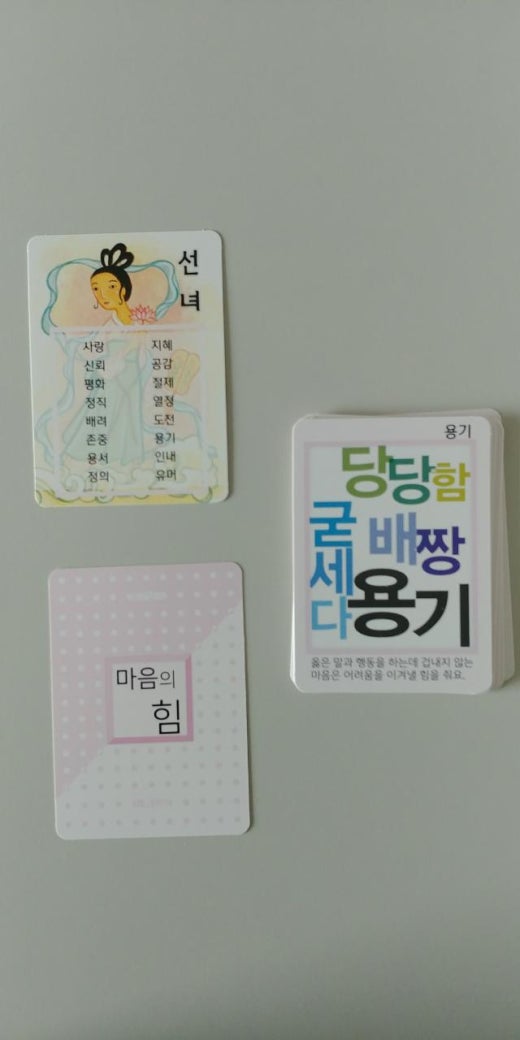 선녀
사랑 지혜
신뢰 공감
평화 절제
정직 열정
배려 도전
존중 용기
용서 인내
정의 유머
마음의
힘
용기
당당함
굳세다
배짱
용기
옳은 말과 행동을 하는데 겁내지 않는
마음은 어려움을 이겨낼 힘을 줘요.